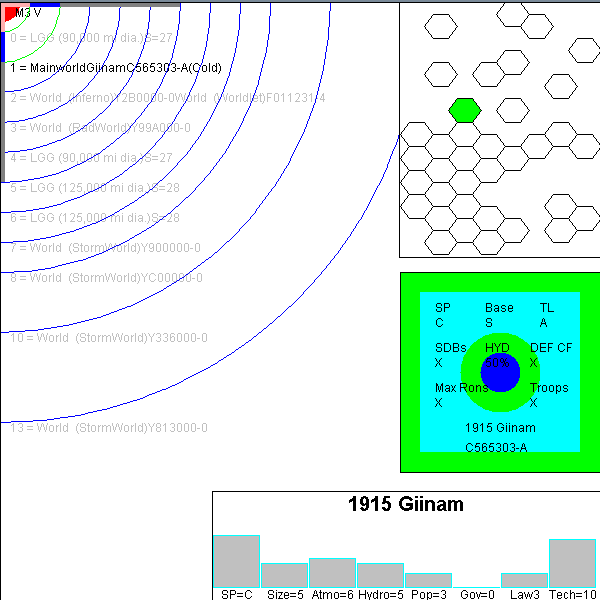 M3 V
0 = LGG (90,000 mi dia.)S=27
1 = MainworldGiinamC565303-A(Cold)
2 = World (Inferno)Y2B0000-0World (Worldlet)F011231-4
3 = World (RadWorld)Y99A000-0
4 = LGG (90,000 mi dia.)S=27
5 = LGG (125,000 mi dia.)S=28
6 = LGG (125,000 mi dia.)S=28
7 = World (StormWorld)Y900000-0
8 = World (StormWorld)YC00000-0
10 = World (StormWorld)Y336000-0
13 = World (StormWorld)Y813000-0
SP Base TL
C S A
SDBs HYD DEF CF
X 50% X
Max Rons Troops
X X
1915 Giinam
C565303-A
1915 Giinam
SP=C Size=5 Atmo=6 Hydro=5 Pop=3 Gov=0 Law3 Tech=10